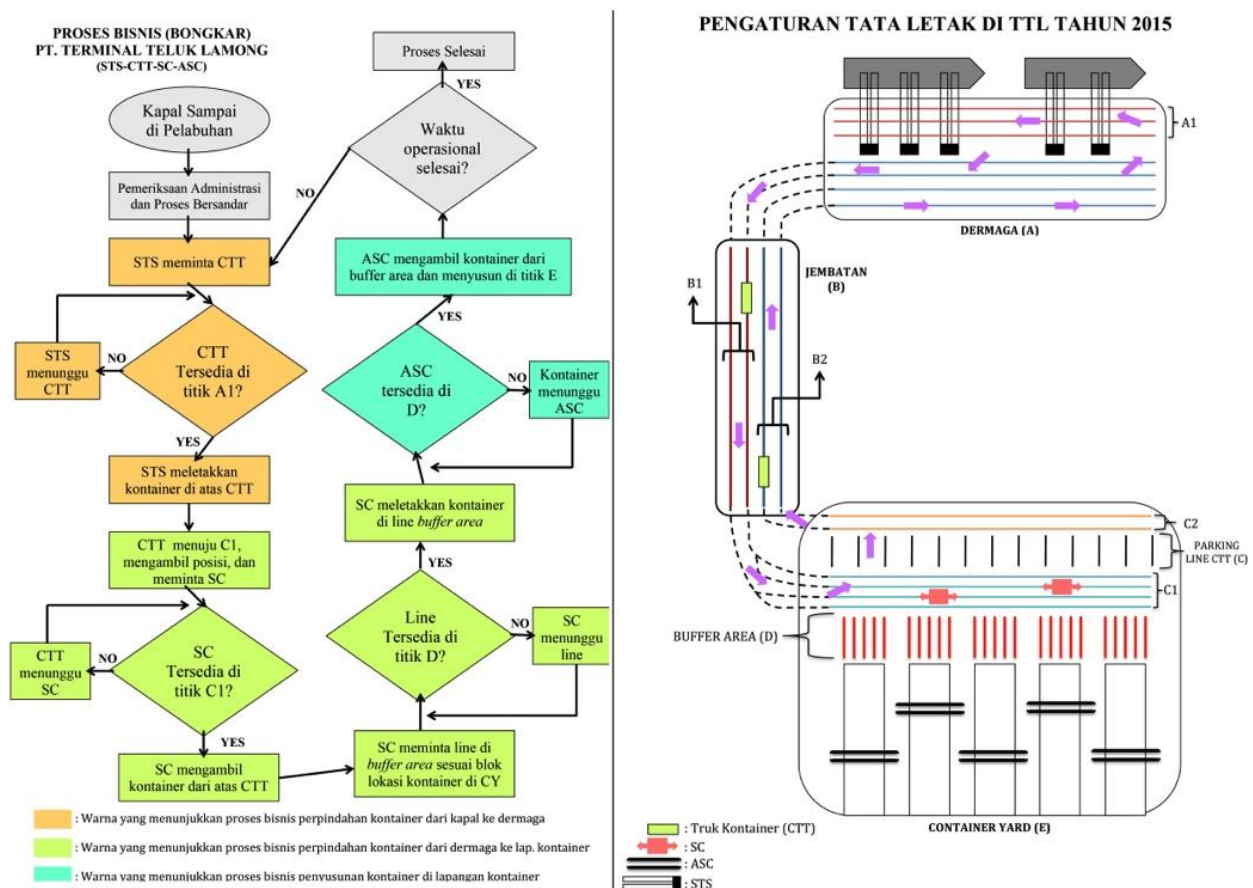 PROSES BISNIS (BONGKAR)
PT. TERMINAL TELUK LAMONG
(STS-CTT-SC-ASC)
Kapal Sampai
di Pelabuhan
Pemeriksaan Administrasi
dan Proses Bersandar
STS meminta CTT
CTT
Tersedia di
titik A1?
NO
STS
menunggu
CTT
YES
STS meletakkan
kontainer di atas CTT
CTT menuju C1,
mengambil posisi, dan
meminta SC
SC
Tersedia di
titik C1?
NO
CTT
menunggu
SC
YES
SC mengambil
kontainer dari atas CTT
SC meminta line di
buffer area sesuai blok
lokasi kontainer di CY
Line
Tersedia di
titik D?
NO
SC
menunggu
line
YES
SC meletakkan kontainer
di line buffer area
ASC
tersedia di
D?
NO
Kontainer
menunggu
ASC
YES
ASC mengambil kontainer dari
buffer area dan menyusun di titik E
Waktu
operasional
selesai?
NO
YES
Proses Selesai
: Warna yang menunjukkan proses bisnis perpindahan kontainer dari kapal ke dermaga
: Warna yang menunjukkan proses bisnis perpindahan kontainer dari dermaga ke lap. kontainer
: Warna yang menunjukkan proses bisnis penyusunan kontainer di lapangan kontainer
PENGATURAN TATA LETAK DI TTL TAHUN 2015
A1
DERMAGA (A)
JEMBATAN
(B)
B1
B2
C2
PARKING
LINE CTT (C)
C1
BUFFER AREA (D)
CONTAINER YARD (E)
: Truk Kontainer (CTT)
: SC
: ASC
: STS